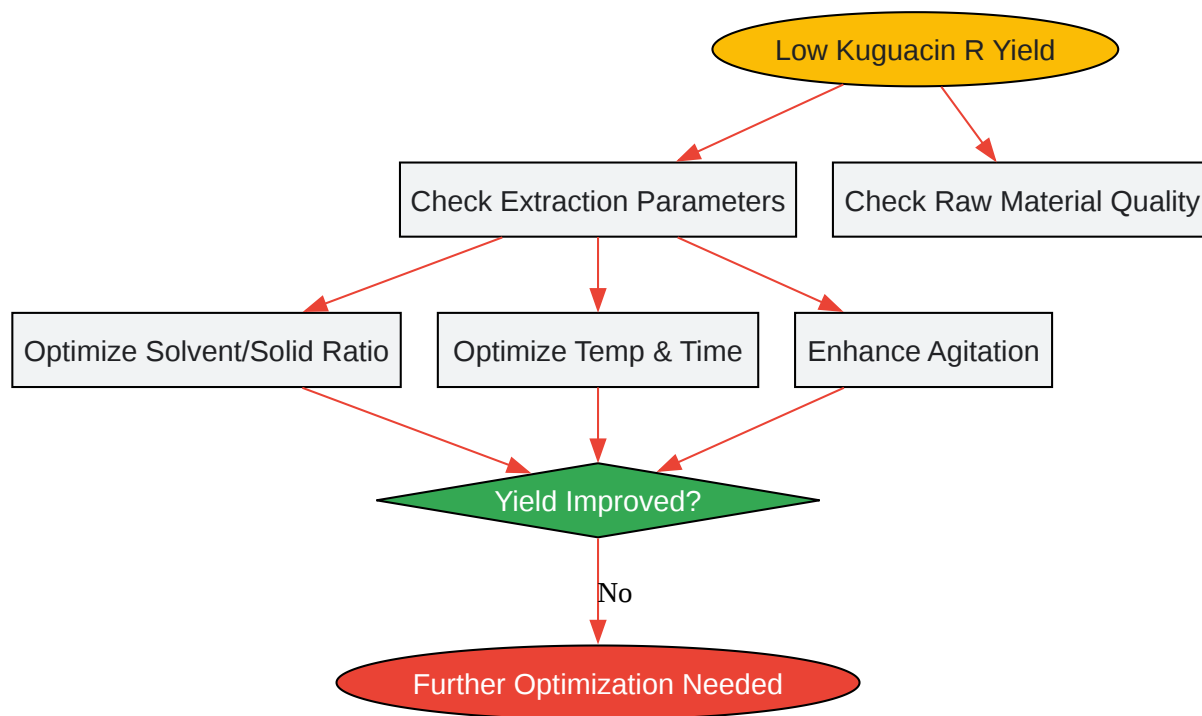 Low Kuguacin R Yield
Check Extraction Parameters
Check Raw Material Quality
Optimize Solvent/Solid Ratio
Optimize Temp & Time
Enhance Agitation
Yield Improved?
No
Further Optimization Needed